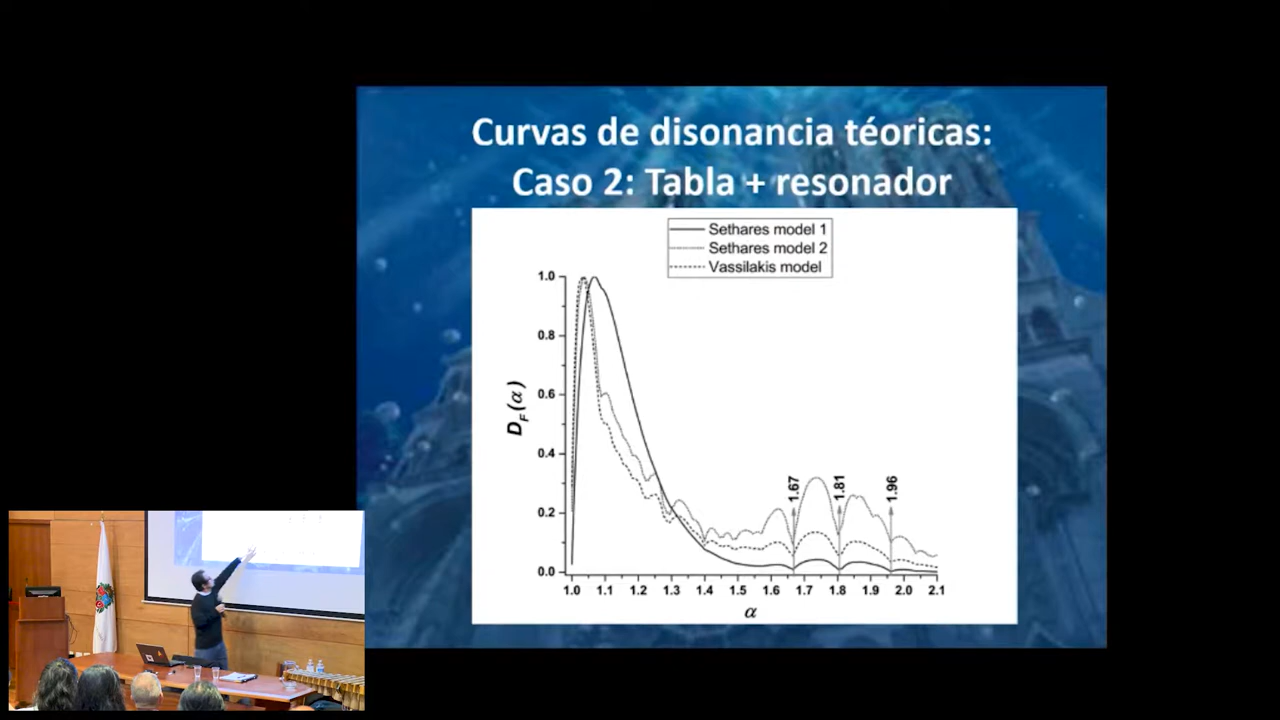 Curvas de disonancia téoricas:
Caso 2: Tabla + resonador
Sethares model 1
Sethares model 2
Vassilakis model
1.0
0.8
0.6
0.4
0.2
0.0
D_F(α)
1.67
1.81
1.96
1.0 1.1 1.2 1.3 1.4 1.5 1.6 1.7 1.8 1.9 2.0 2.1
α